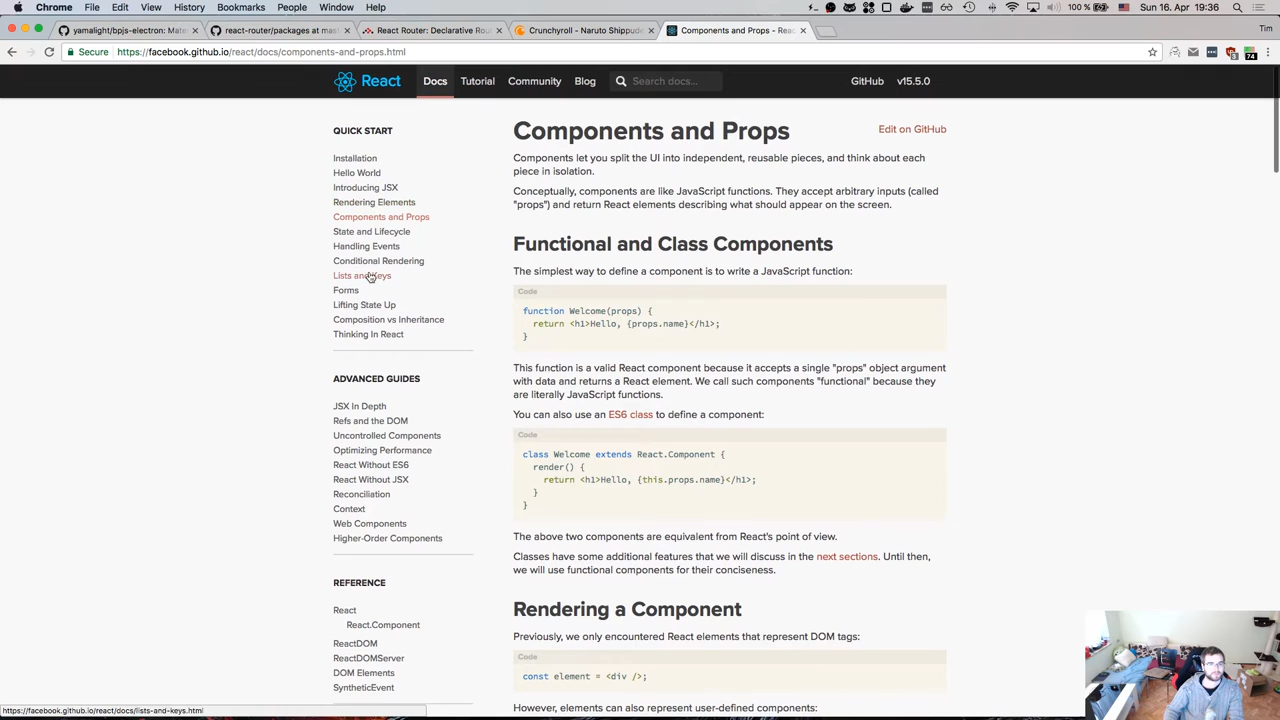 Chrome File Edit View History Bookmarks People Window Help Sun 16. Apr 19:36
yamalight/bpjs-electron: Mate react-router/packages at mas React Router: Declarative Rou Crunchyroll - Naruto Shippude Components and Props - Reac Tim
Secure https://facebook.github.io/react/docs/components-and-props.html
React Docs Tutorial Community Blog Search docs... GitHub v15.5.0
QUICK START
Installation
Hello World
Introducing JSX
Rendering Elements
Components and Props
State and Lifecycle
Handling Events
Conditional Rendering
Lists and Keys
Forms
Lifting State Up
Composition vs Inheritance
Thinking In React
ADVANCED GUIDES
JSX In Depth
Refs and the DOM
Uncontrolled Components
Optimizing Performance
React Without ES6
React Without JSX
Reconciliation
Context
Web Components
Higher-Order Components
REFERENCE
React
React.Component
ReactDOM
ReactDOMServer
DOM Elements
SyntheticEvent
Components and Props
Edit on GitHub
Components let you split the UI into independent, reusable pieces, and think about each
piece in isolation.
Conceptually, components are like JavaScript functions. They accept arbitrary inputs (called
"props") and return React elements describing what should appear on the screen.
Functional and Class Components
The simplest way to define a component is to write a JavaScript function:
Code
function Welcome(props) {
return <h1>Hello, {props.name}</h1>;
}
This function is a valid React component because it accepts a single "props" object argument
with data and returns a React element. We call such components "functional" because they
are literally JavaScript functions.
You can also use an ES6 class to define a component:
Code
class Welcome extends React.Component {
render() {
return <h1>Hello, {this.props.name}</h1>;
}
}
The above two components are equivalent from React's point of view.
Classes have some additional features that we will discuss in the next sections. Until then,
we will use functional components for their conciseness.
Rendering a Component
Previously, we only encountered React elements that represent DOM tags:
Code
const element = <div />;
However, elements can also represent user-defined components:
https://facebook.github.io/react/docs/lists-and-keys.html